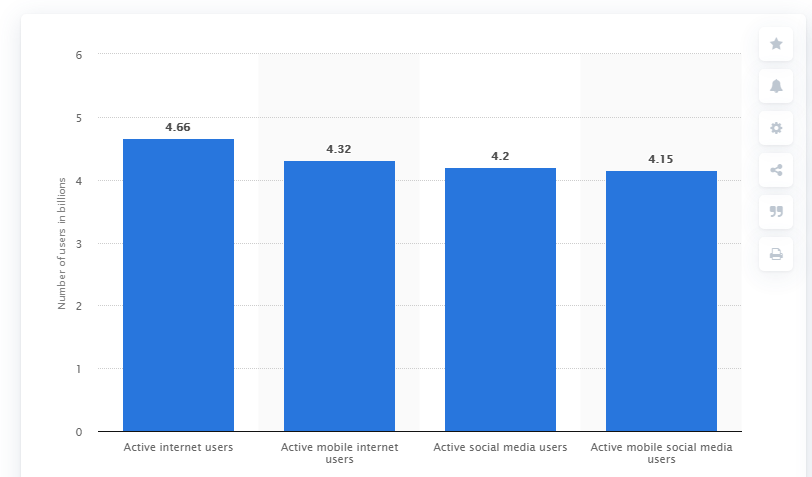 6
5
4
3
2
1
0
Number of users in billions
4.66
4.32
4.2
4.15
Active internet users
Active mobile internet
users
Active social media users
Active mobile social media
users